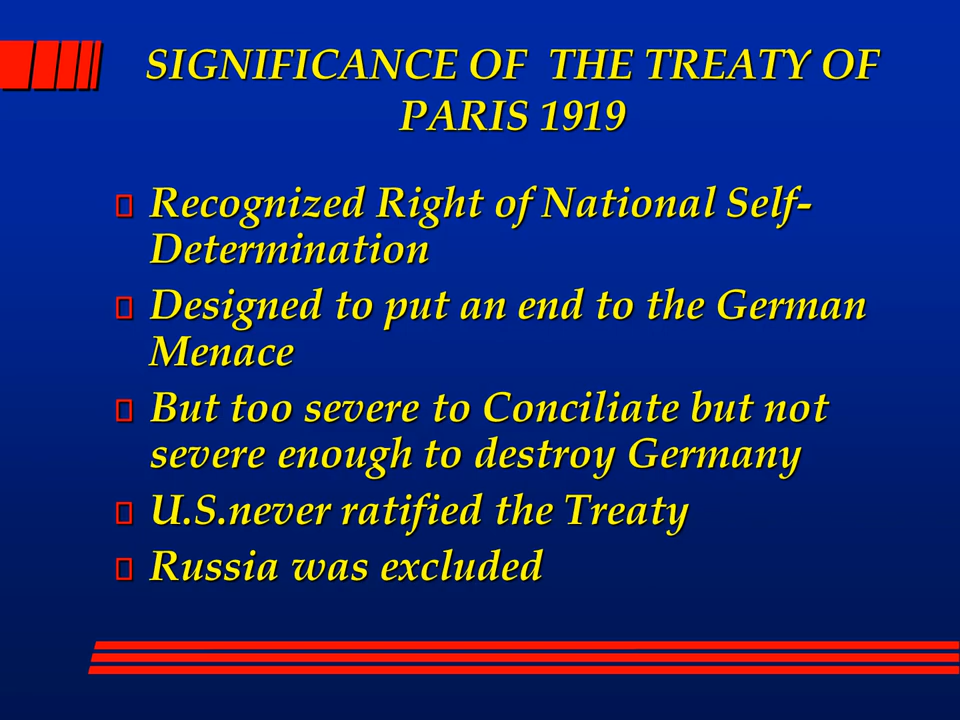 SIGNIFICANCE OF THE TREATY OF
PARIS 1919
Recognized Right of National Self-
Determination
Designed to put an end to the German
Menace
But too severe to Conciliate but not
severe enough to destroy Germany
U.S.never ratified the Treaty
Russia was excluded